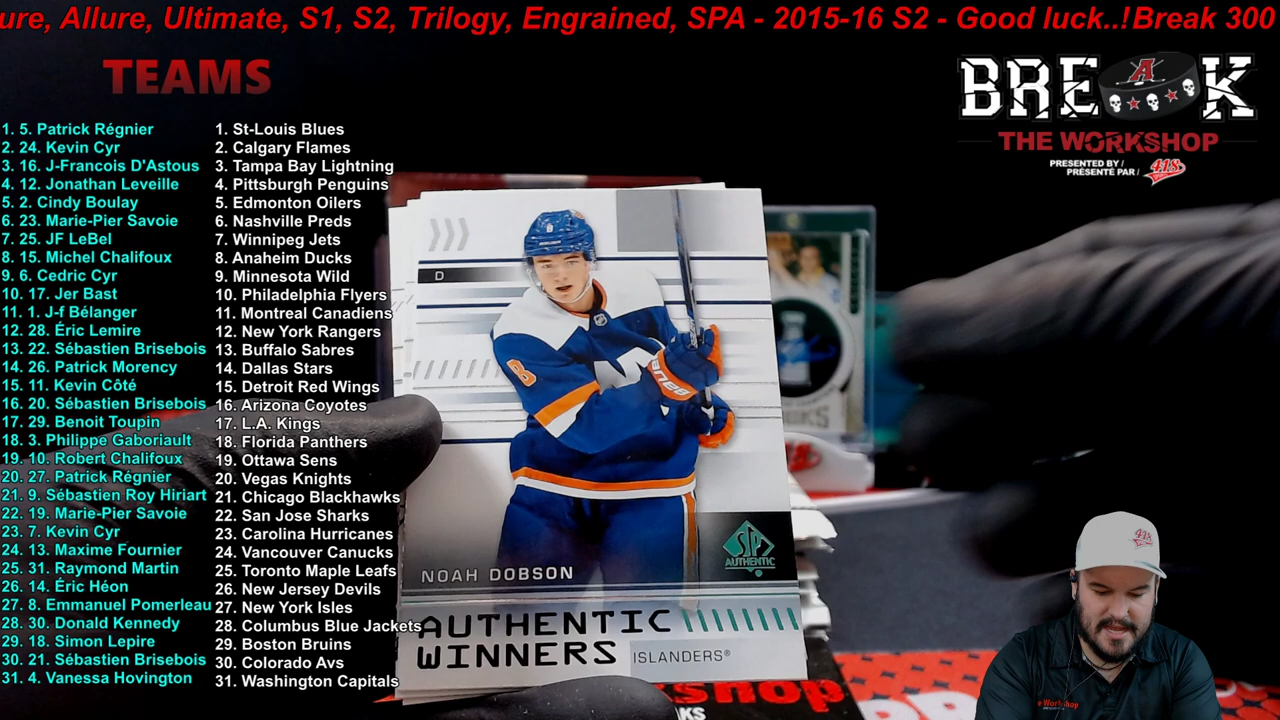 ure, Allure, Ultimate, S1, S2, Trilogy, Engrained, SPA - 2015-16 S2 - Good luck..!Break 300
TEAMS
BREAK
THE WORKSHOP
PRESENTED BY /
PRÉSENTÉ PAR /
418
1. 5. Patrick Régnier
2. 24. Kevin Cyr
3. 16. J-Francois D'Astous
4. 12. Jonathan Leveille
5. 2. Cindy Boulay
6. 23. Marie-Pier Savoie
7. 25. JF LeBel
8. 15. Michel Chalifoux
9. 6. Cedric Cyr
10. 17. Jer Bast
11. 1. J-f Bélanger
12. 28. Éric Lemire
13. 22. Sébastien Brisebois
14. 26. Patrick Morency
15. 11. Kevin Côté
16. 20. Sébastien Brisebois
17. 29. Benoit Toupin
18. 3. Philippe Gaboriault
19. 10. Robert Chalifoux
20. 27. Patrick Régnier
21. 9. Sébastien Roy Hiriart
22. 19. Marie-Pier Savoie
23. 7. Kevin Cyr
24. 13. Maxime Fournier
25. 31. Raymond Martin
26. 14. Éric Héon
27. 8. Emmanuel Pomerleau
28. 30. Donald Kennedy
29. 18. Simon Lepire
30. 21. Sébastien Brisebois
31. 4. Vanessa Hovington
1. St-Louis Blues
2. Calgary Flames
3. Tampa Bay Lightning
4. Pittsburgh Penguins
5. Edmonton Oilers
6. Nashville Preds
7. Winnipeg Jets
8. Anaheim Ducks
9. Minnesota Wild
10. Philadelphia Flyers
11. Montreal Canadiens
12. New York Rangers
13. Buffalo Sabres
14. Dallas Stars
15. Detroit Red Wings
16. Arizona Coyotes
17. L.A. Kings
18. Florida Panthers
19. Ottawa Sens
20. Vegas Knights
21. Chicago Blackhawks
22. San Jose Sharks
23. Carolina Hurricanes
24. Vancouver Canucks
25. Toronto Maple Leafs
26. New Jersey Devils
27. New York Isles
28. Columbus Blue Jackets
29. Boston Bruins
30. Colorado Avs
31. Washington Capitals
D
8
8
BAUER
SP
AUTHENTIC
NOAH DOBSON
AUTHENTIC
WINNERS
ISLANDERS®
418